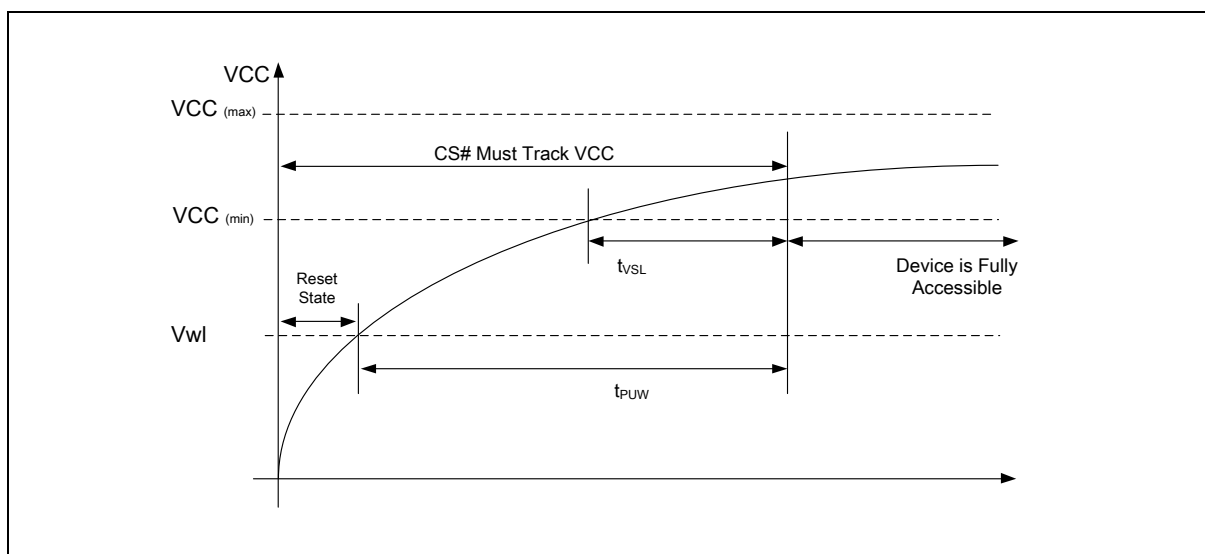 VCC
VCC (max)
CS# Must Track VCC
VCC (min)
tVSL
Device is Fully
Accessible
Reset
State
Vwl
tPUW